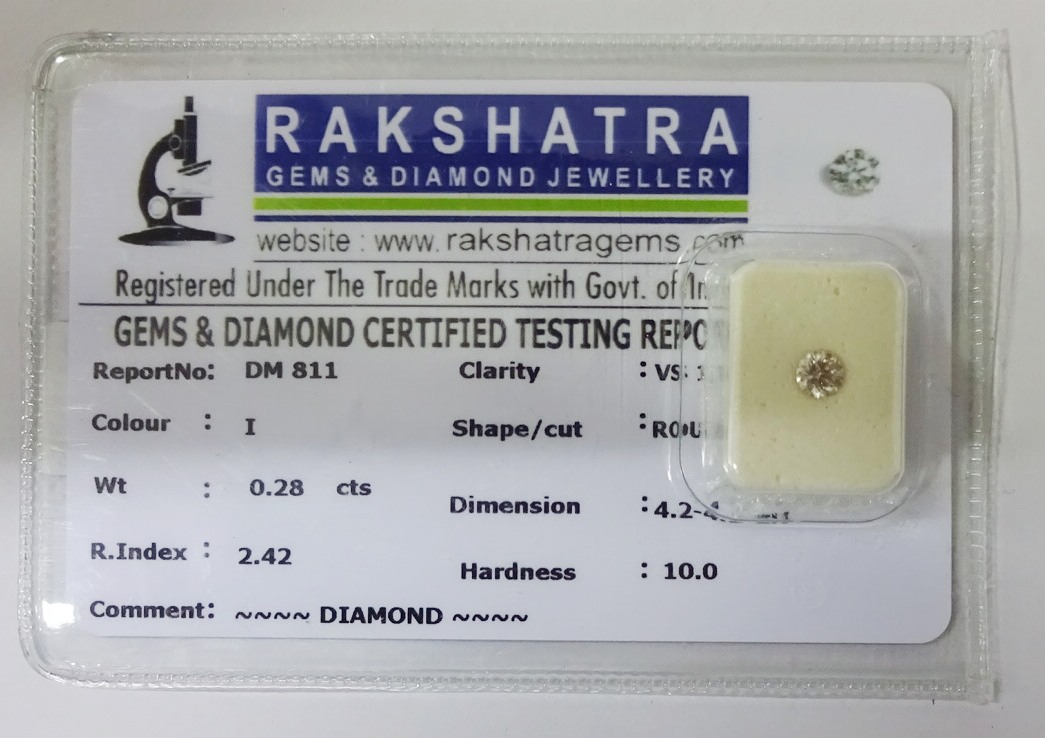 RAKSHATRA
GEMS & DIAMOND JEWELLERY
website : www.rakshatragems.com
Registered Under The Trade Marks with Govt. of
GEMS & DIAMOND CERTIFIED TESTING
ReportNo: DM 811 Clarity :
Colour : I Shape/cut :
Wt : 0.28 cts Dimension :
R.Index : 2.42 Hardness : 10.0
Comment: ~~~~ DIAMOND ~~~~